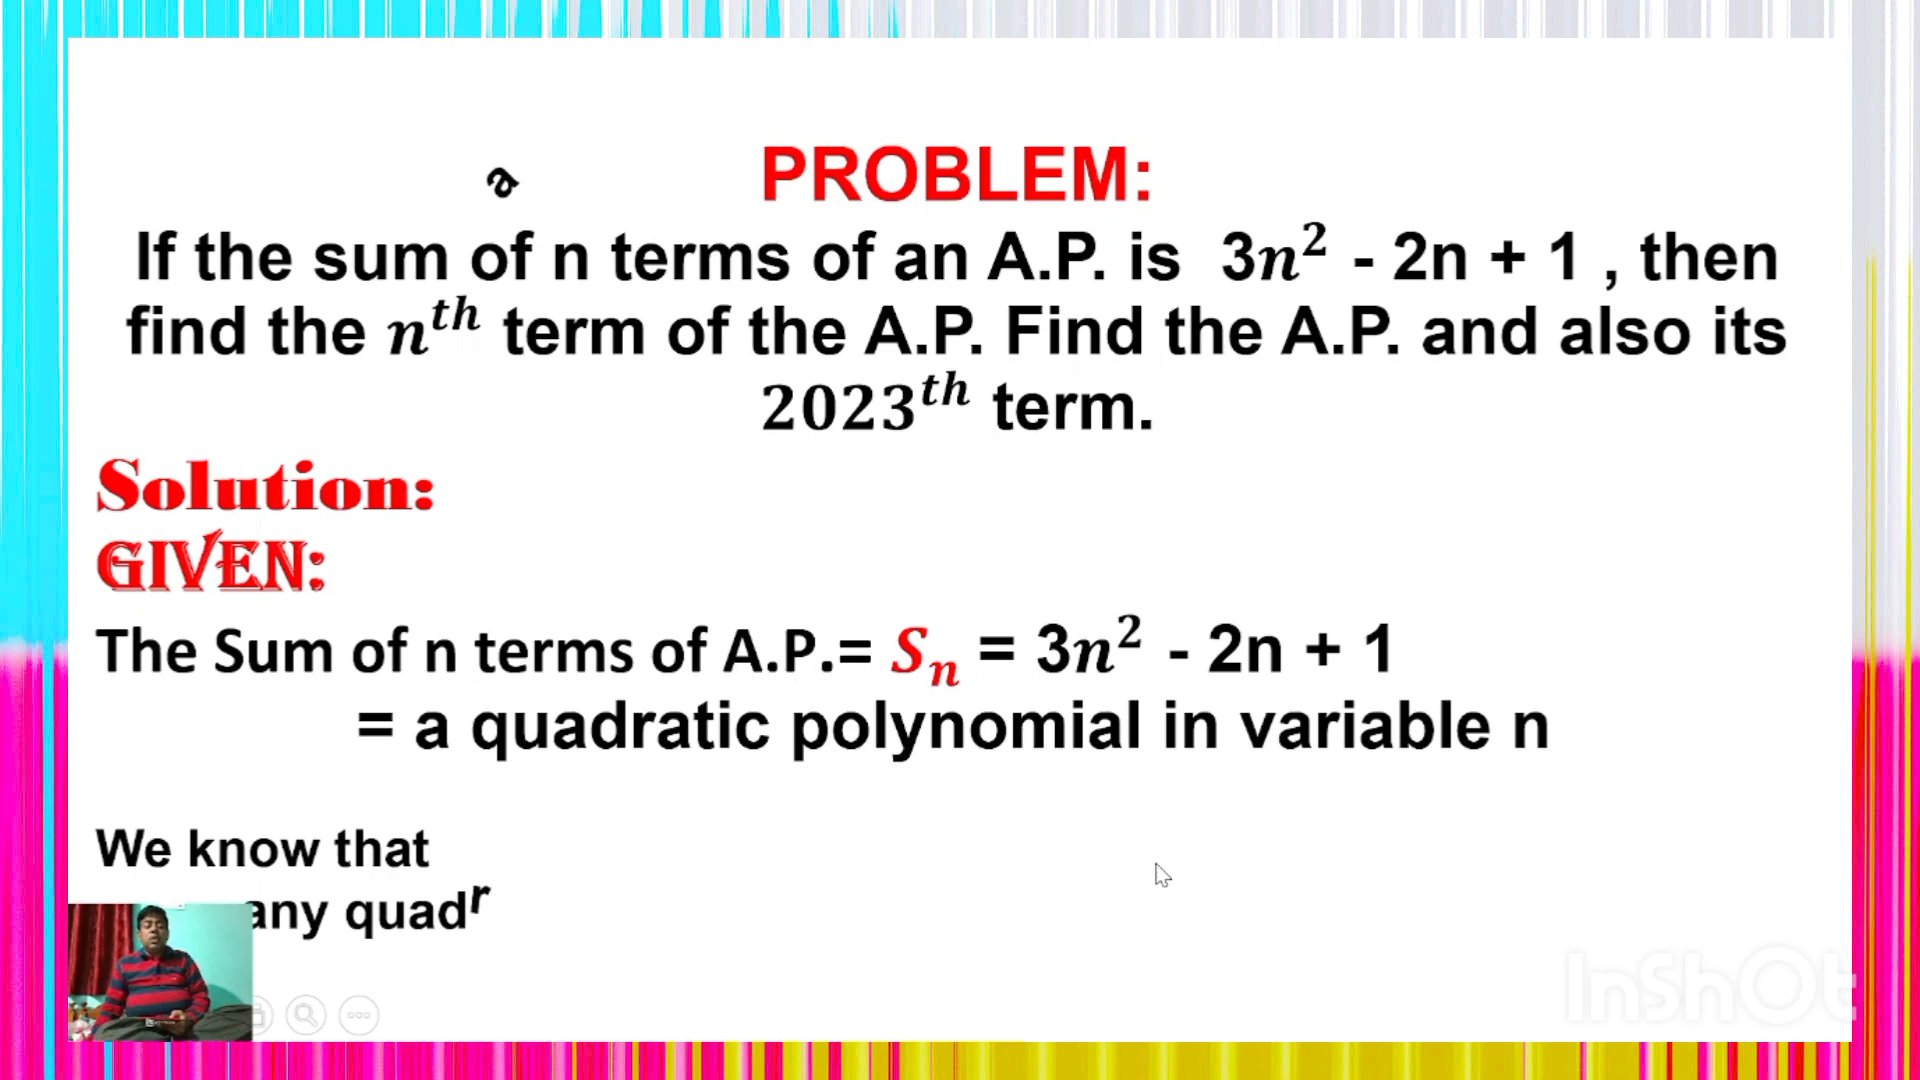 a
PROBLEM:
If the sum of n terms of an A.P. is 3n² - 2n + 1 , then
find the nᵗʰ term of the A.P. Find the A.P. and also its
2023ᵗʰ term.
Solution:
GIVEN:
The Sum of n terms of A.P.= Sₙ = 3n² - 2n + 1
= a quadratic polynomial in variable n
We know that
any quadr
InShOt